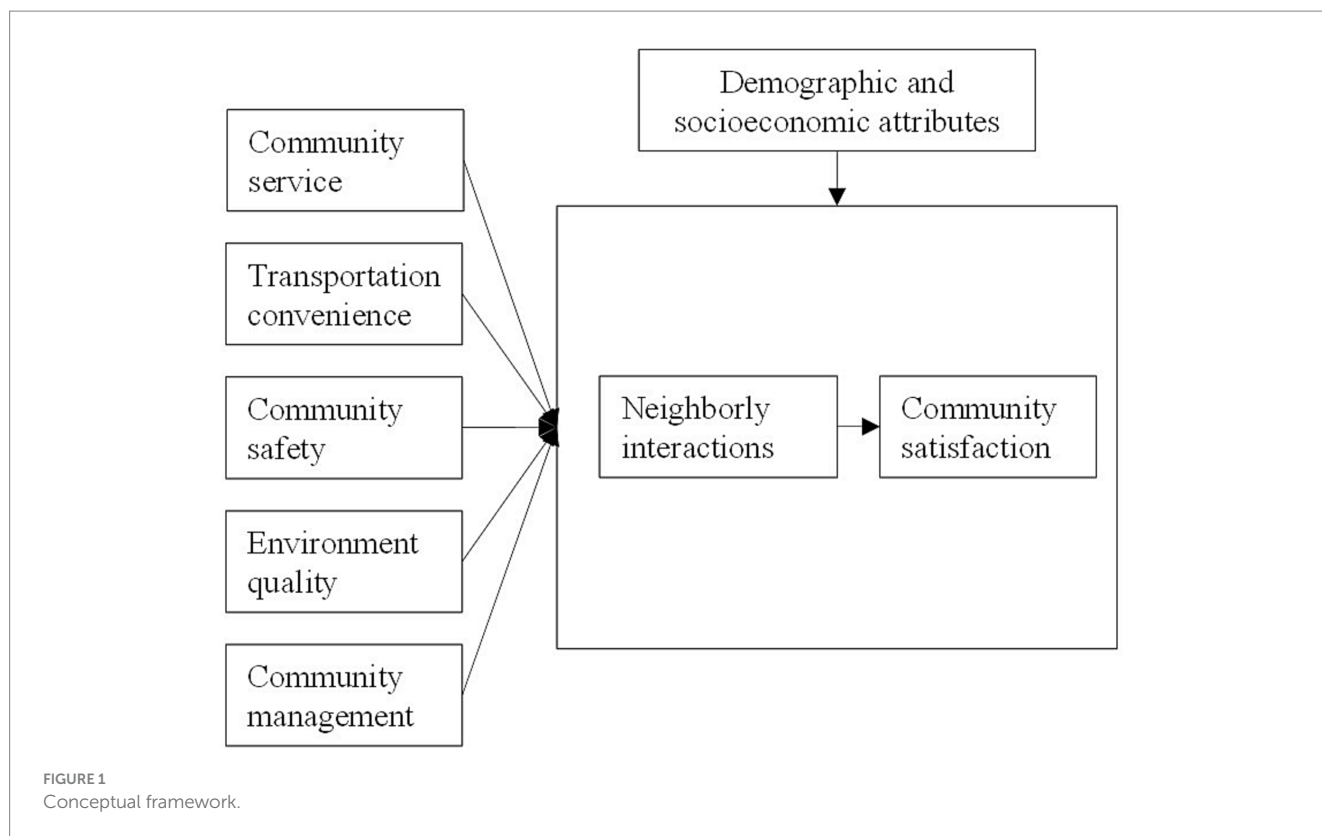 Demographic and
socioeconomic attributes
Community
service
Transportation
convenience
Community
safety
Environment
quality
Community
management
Neighborly
interactions
Community
satisfaction
FIGURE 1
Conceptual framework.